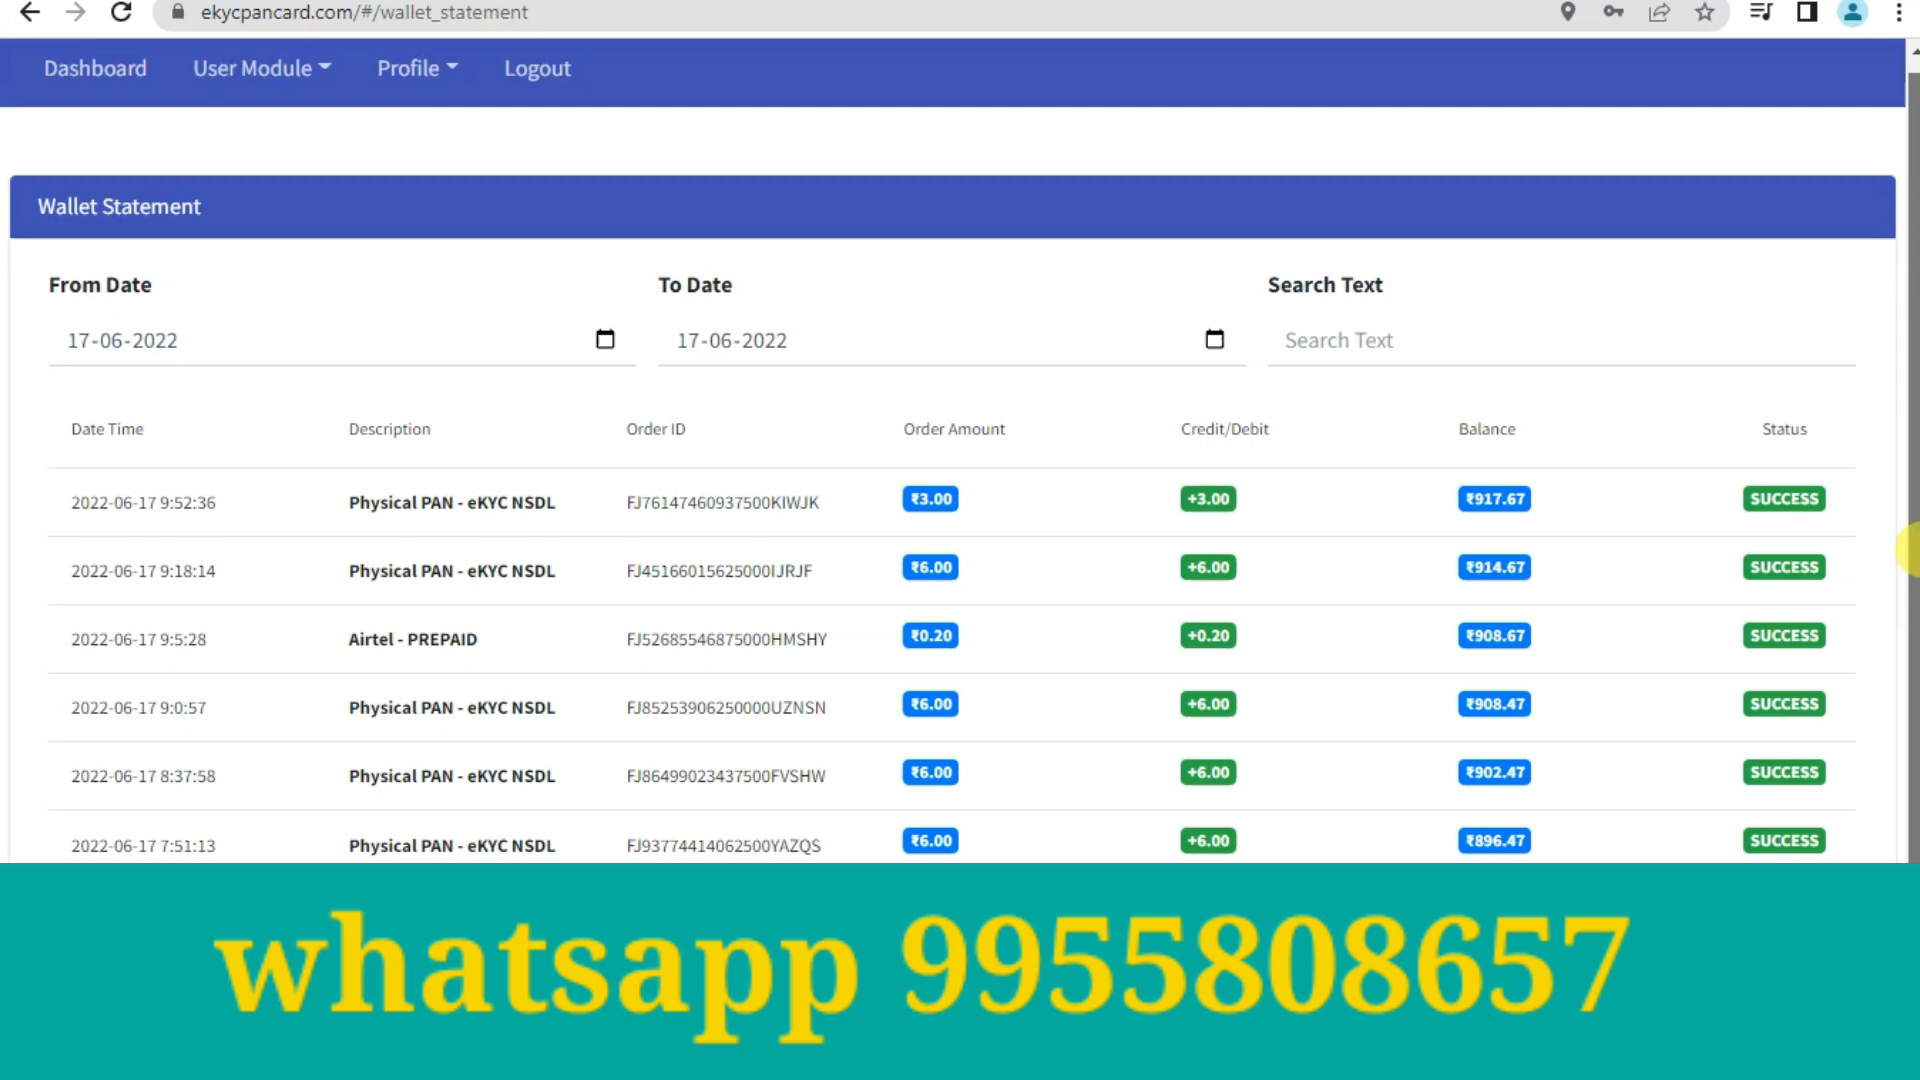 ekycpancard.com/#/wallet_statement
Dashboard User Module Profile Logout
Wallet Statement
From Date To Date Search Text
17-06-2022 17-06-2022 Search Text
Date Time Description Order ID Order Amount Credit/Debit Balance Status
2022-06-17 9:52:36 Physical PAN - eKYC NSDL FJ76147460937500KIWJK ₹3.00 +3.00 ₹917.67 SUCCESS
2022-06-17 9:18:14 Physical PAN - eKYC NSDL FJ45166015625000IJRJF ₹6.00 +6.00 ₹914.67 SUCCESS
2022-06-17 9:5:28 Airtel - PREPAID FJ52685546875000HMSHY ₹0.20 +0.20 ₹908.67 SUCCESS
2022-06-17 9:0:57 Physical PAN - eKYC NSDL FJ85253906250000UZNSN ₹6.00 +6.00 ₹908.47 SUCCESS
2022-06-17 8:37:58 Physical PAN - eKYC NSDL FJ86499023437500FVSHW ₹6.00 +6.00 ₹902.47 SUCCESS
2022-06-17 7:51:13 Physical PAN - eKYC NSDL FJ93774414062500YAZQS ₹6.00 +6.00 ₹896.47 SUCCESS
whatsapp 9955808657